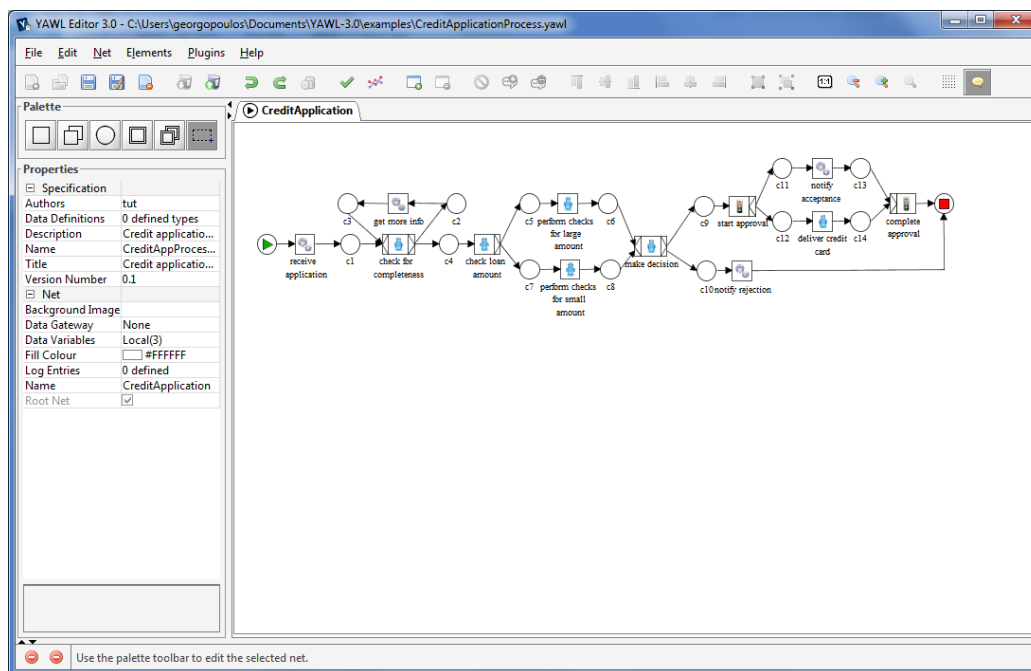 YAWL Editor 3.0 - C:\Users\georgopoulos\Documents\YAWL-3.0\examples\CreditApplicationProcess.yawl
File Edit Net Elements Plugins Help
1:1
Palette
CreditApplication
Properties
Specification
Authors tut
Data Definitions 0 defined types
Description Credit applicatio...
Name CreditAppProces...
Title Credit applicatio...
Version Number 0.1
Net
Background Image
Data Gateway None
Data Variables Local(3)
Fill Colour #FFFFFF
Log Entries 0 defined
Name CreditApplication
Root Net
receive
application
c1
c3
get more info
c2
check for
completeness
c4
check loan
amount
c5
perform checks
for large
amount
c6
c7
perform checks
for small
amount
c8
make decision
c9
start approval
c10
notify rejection
c11
notify
acceptance
c13
c12
deliver credit
card
c14
complete
approval
Use the palette toolbar to edit the selected net.